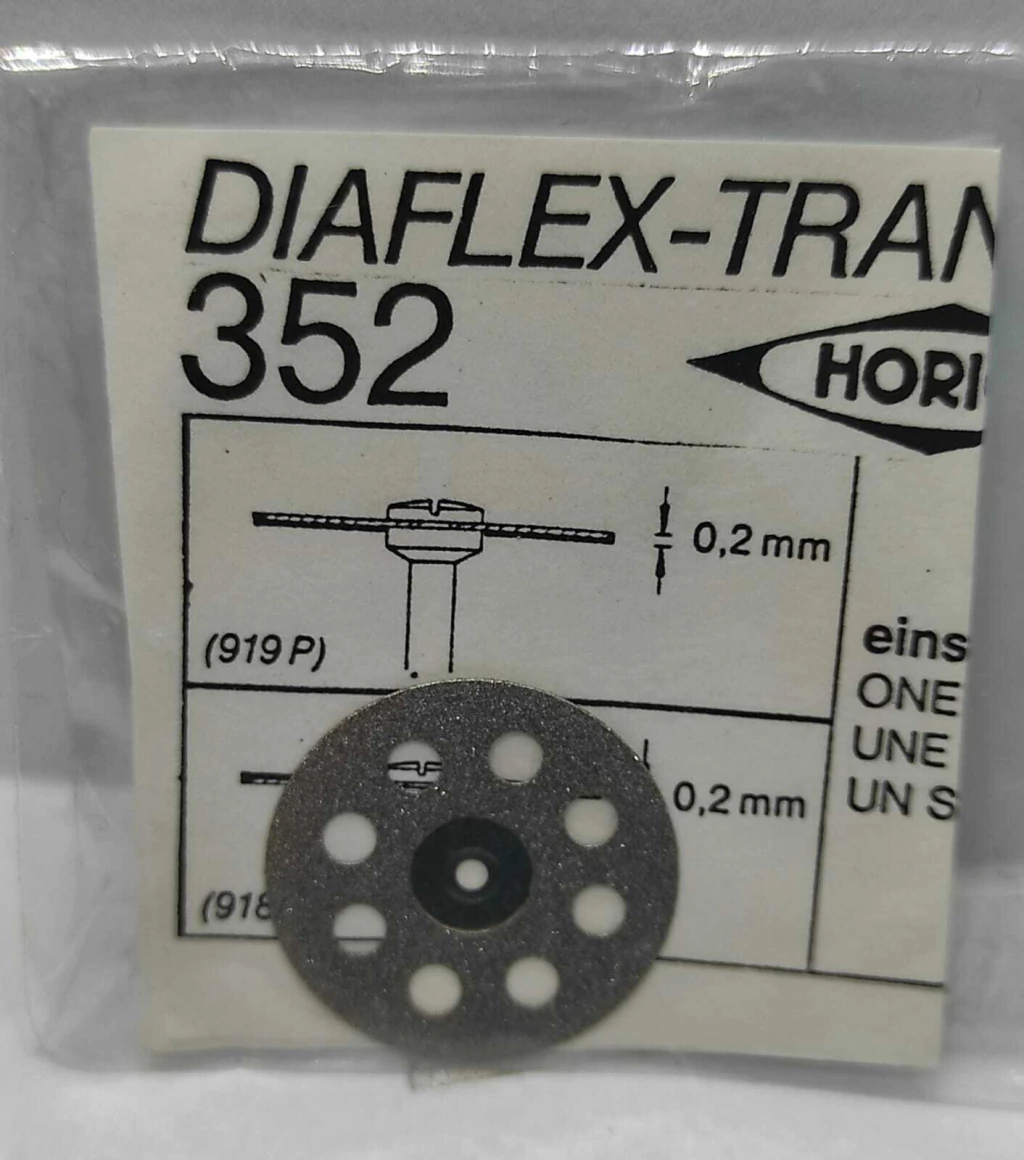 DIAFLEX-TRAN
352
HORI
0,2 mm
(919 P)
eins
ONE
UNE
UN S
0,2 mm
(918